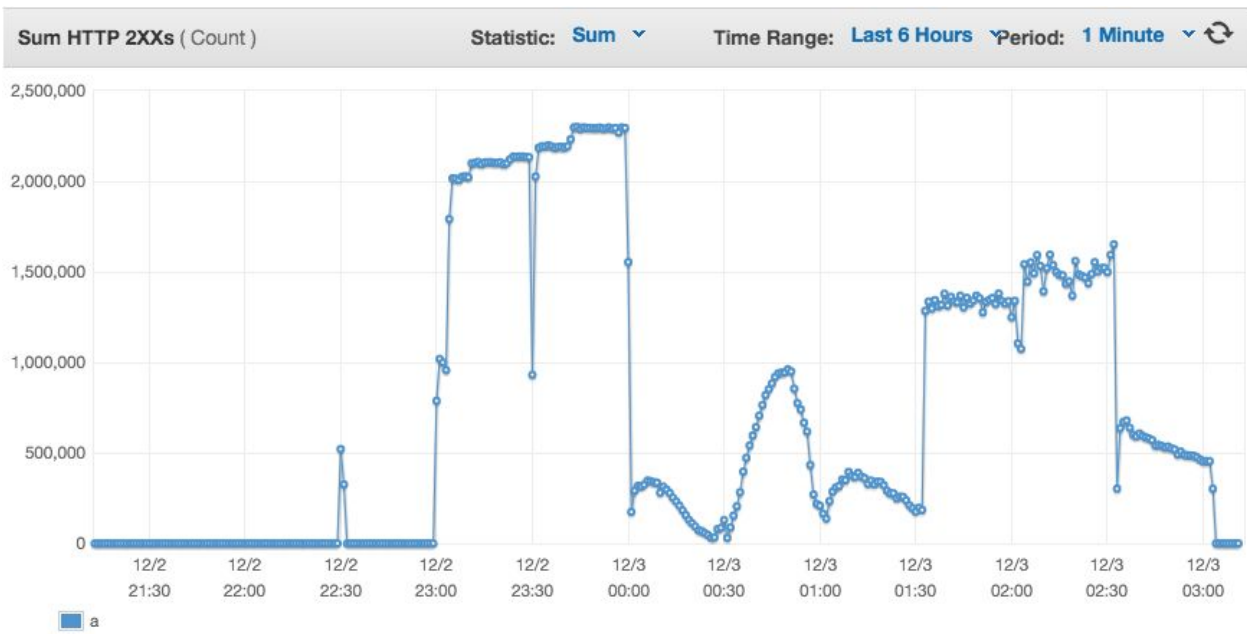 Sum HTTP 2XXs ( Count ) Statistic: Sum Time Range: Last 6 Hours Period: 1 Minute
2,500,000
2,000,000
1,500,000
1,000,000
500,000
0
12/2 12/2 12/2 12/2 12/2 12/3 12/3 12/3 12/3 12/3 12/3 12/3
21:30 22:00 22:30 23:00 23:30 00:00 00:30 01:00 01:30 02:00 02:30 03:00
a